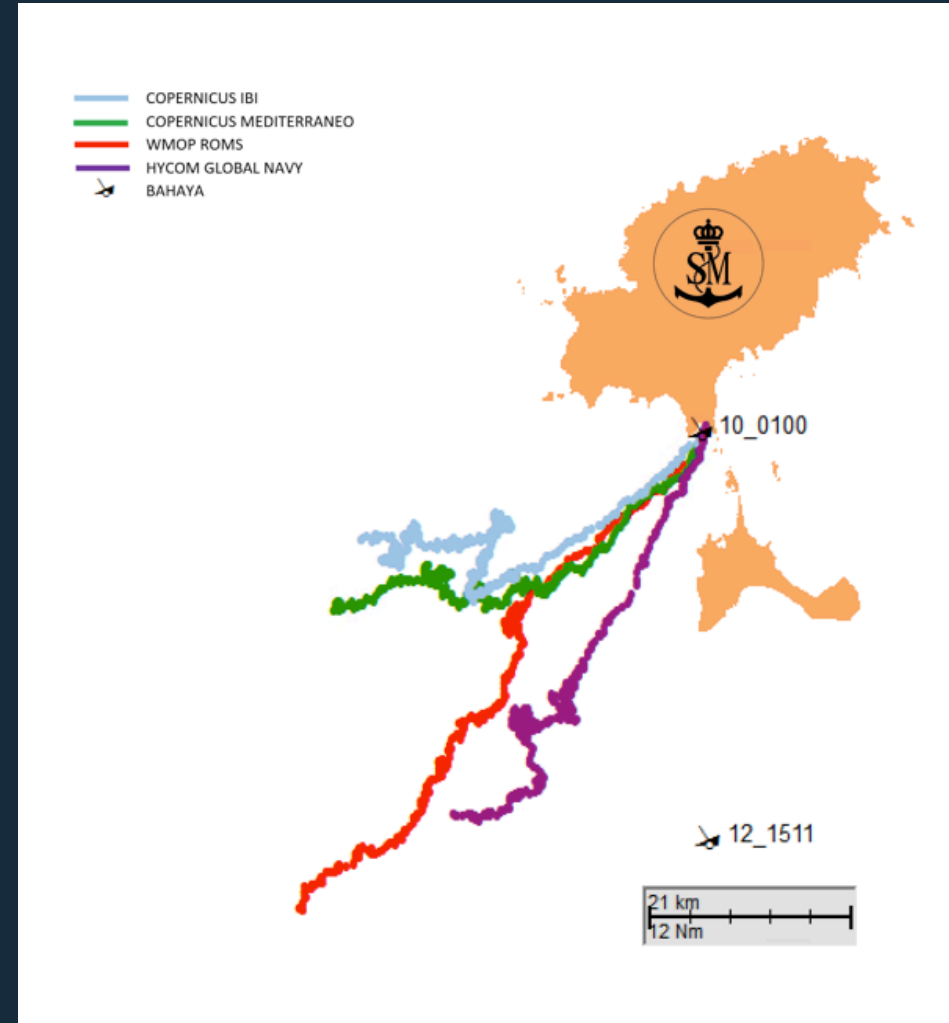 COPERNICUS IBI
COPERNICUS MEDITERRANEO
WMOP ROMS
HYCOM GLOBAL NAVY
BAHAYA
SM
10_0100
12_1511
21 km
12 Nm